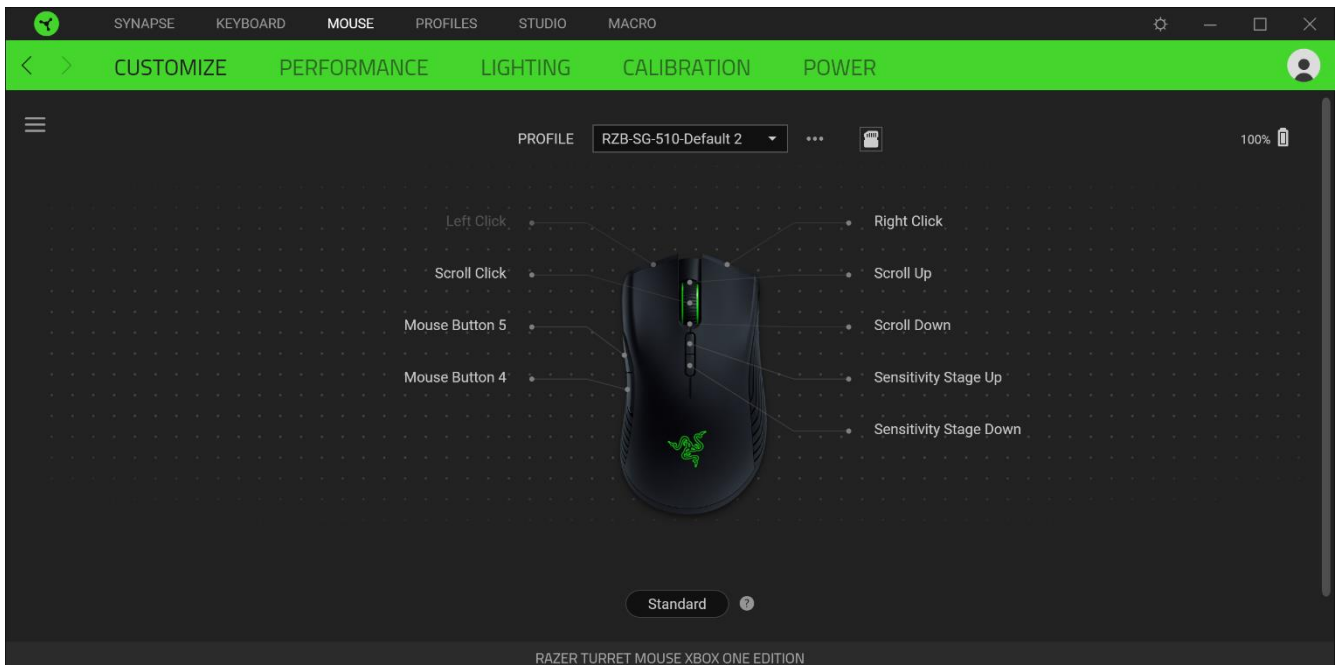 SYNAPSE KEYBOARD MOUSE PROFILES STUDIO MACRO
CUSTOMIZE PERFORMANCE LIGHTING CALIBRATION POWER
PROFILE RZB-SG-510-Default 2 100%
Left Click Right Click
Scroll Click Scroll Up
Mouse Button 5 Scroll Down
Mouse Button 4 Sensitivity Stage Up
Sensitivity Stage Down
Standard ?
RAZER TURRET MOUSE XBOX ONE EDITION